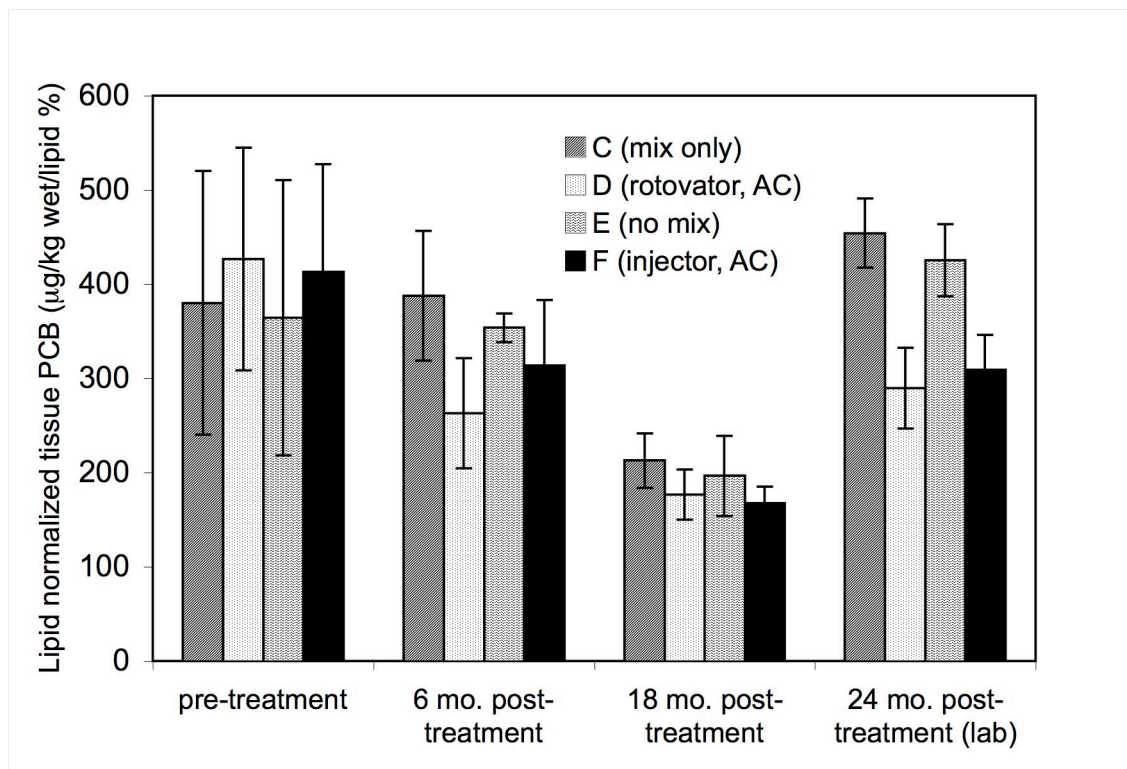 Lipid normalized tissue PCB (µg/kg wet/lipid %)
600
500
400
300
200
100
0
C (mix only)
D (rotovator, AC)
E (no mix)
F (injector, AC)
pre-treatment
6 mo. post-
treatment
18 mo. post-
treatment
24 mo. post-
treatment (lab)